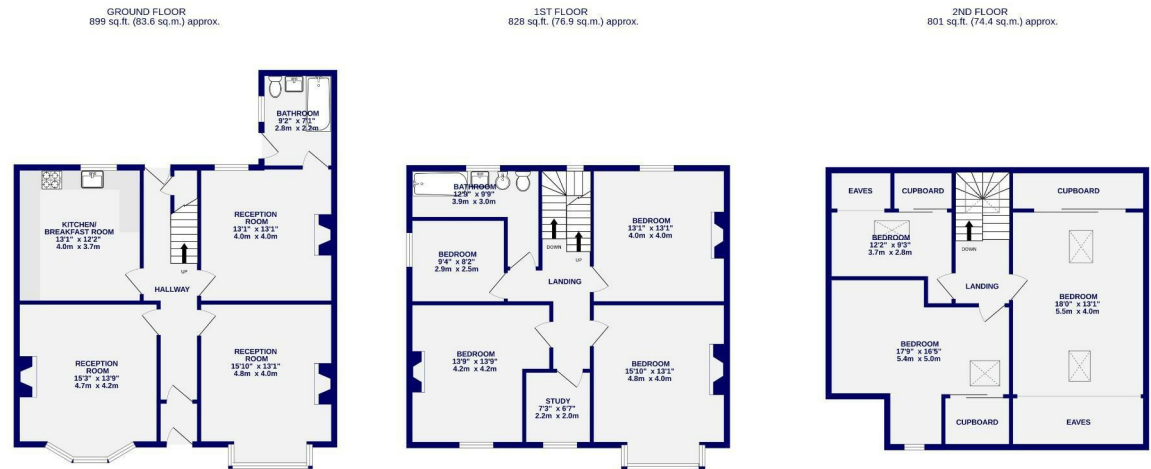 GROUND FLOOR
899 sq.ft. (83.6 sq.m.) approx.
BATHROOM
9'2" x 7'1"
2.8m x 2.2m
KITCHEN/
BREAKFAST ROOM
13'1" x 12'2"
4.0m x 3.7m
RECEPTION
ROOM
13'1" x 13'1"
4.0m x 4.0m
UP
HALLWAY
RECEPTION
ROOM
15'3" x 13'9"
4.7m x 4.2m
RECEPTION
ROOM
15'10" x 13'1"
4.8m x 4.0m
1ST FLOOR
828 sq.ft. (76.9 sq.m.) approx.
BATHROOM
12'9" x 9'9"
3.9m x 3.0m
BEDROOM
13'1" x 13'1"
4.0m x 4.0m
BEDROOM
9'4" x 8'2"
2.9m x 2.5m
DOWN
UP
LANDING
BEDROOM
13'9" x 13'9"
4.2m x 4.2m
BEDROOM
15'10" x 13'1"
4.8m x 4.0m
STUDY
7'3" x 6'7"
2.2m x 2.0m
2ND FLOOR
801 sq.ft. (74.4 sq.m.) approx.
EAVES
CUPBOARD
CUPBOARD
BEDROOM
12'2" x 9'3"
3.7m x 2.8m
DOWN
LANDING
BEDROOM
18'0" x 13'1"
5.5m x 4.0m
BEDROOM
17'9" x 16'5"
5.4m x 5.0m
CUPBOARD
EAVES